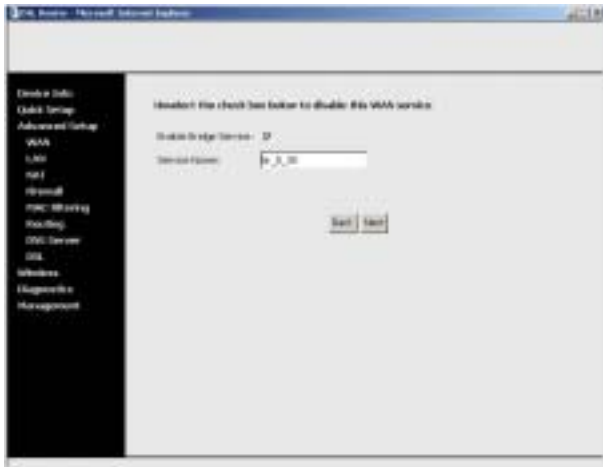 DSL Router - Microsoft Internet Explorer
Device Info
Quick Setup
Advanced Setup
WAN
LAN
NAT
Firewall
MAC Filtering
Routing
DNS Server
DSL
Wireless
Diagnostics
Management
Unselect the check box below to disable this WAN service
Enable Bridge Service:
Service Name:
Back Next